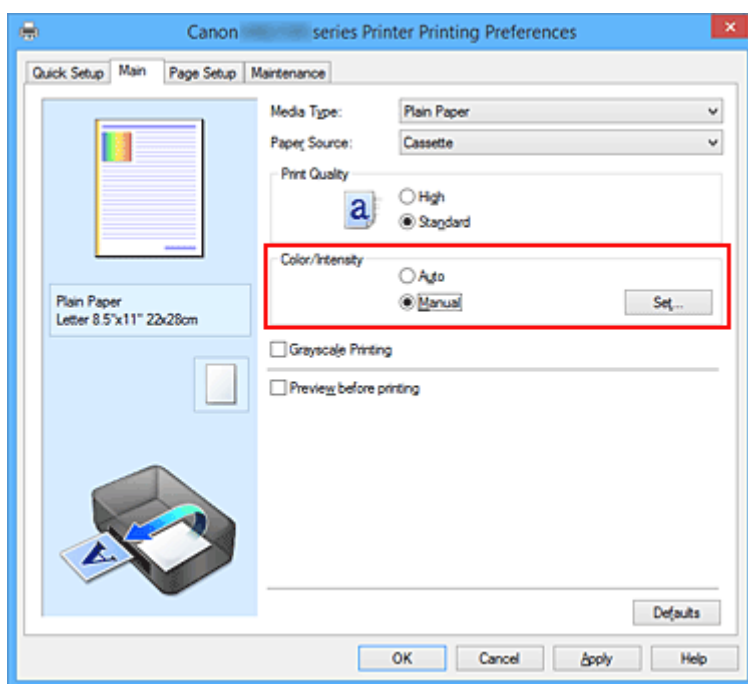 Canon series Printer Printing Preferences
Quick Setup Main Page Setup Maintenance
Media Type: Plain Paper
Paper Source: Cassette
Print Quality
High
a
Standard
Color/Intensity
Auto
Manual Set...
Plain Paper
Letter 8.5"x11" 22x28cm
Grayscale Printing
Preview before printing
A
Defaults
OK Cancel Apply Help